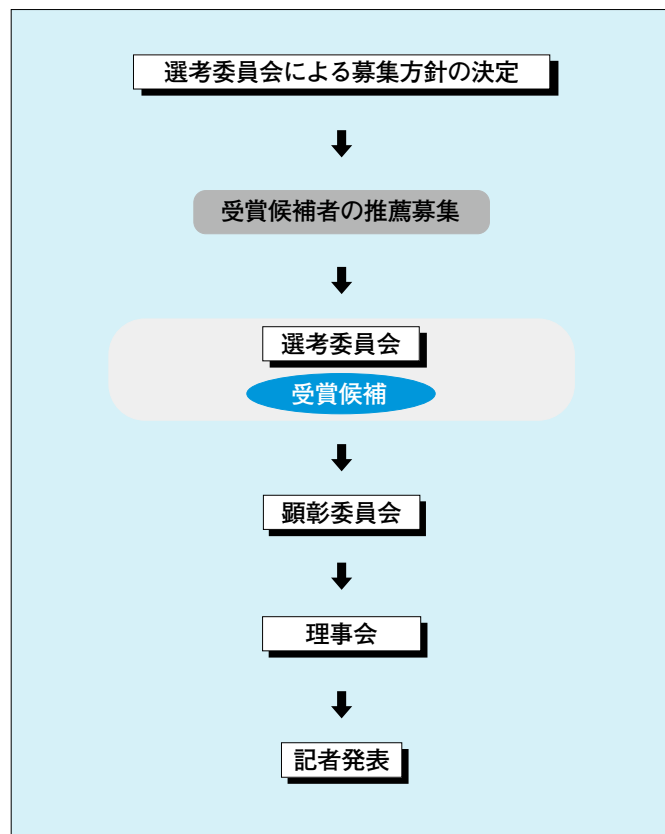 選考委員会による募集方針の決定
受賞候補者の推薦募集
選考委員会
受賞候補
顕彰委員会
理事会
記者発表